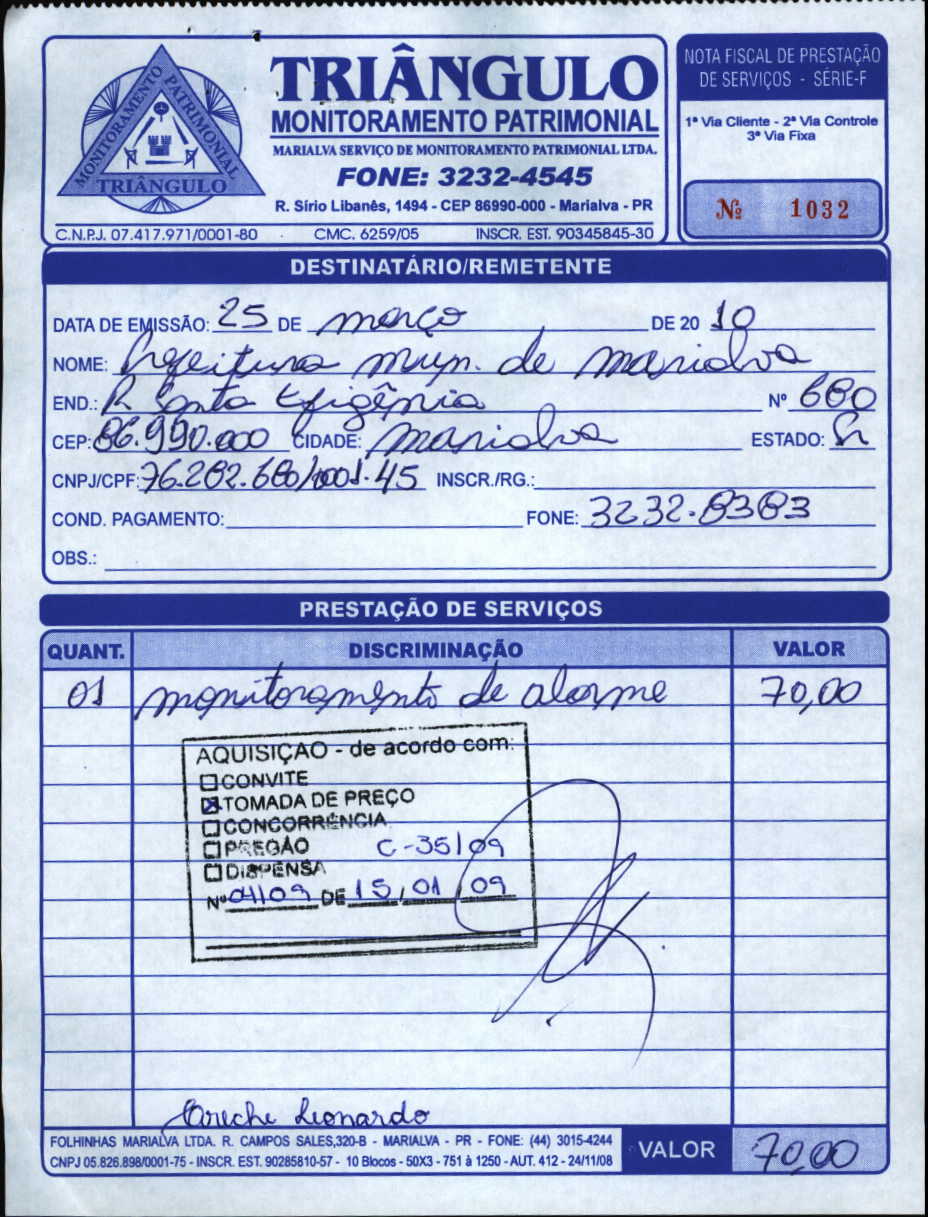 MONITORAMENTO PATRIMONIAL
TRIÂNGULO
TRIÂNGULO
MONITORAMENTO PATRIMONIAL
MARIALVA SERVIÇO DE MONITORAMENTO PATRIMONIAL LTDA.
FONE: 3232-4545
R. Sírio Libanês, 1494 - CEP 86990-000 - Marialva - PR
C.N.P.J. 07.417.971/0001-80 CMC. 6259/05 INSCR. EST. 90345845-30
NOTA FISCAL DE PRESTAÇÃO
DE SERVIÇOS - SÉRIE-F
1ª Via Cliente - 2ª Via Controle
3ª Via Fixa
Nº 1032
DESTINATÁRIO/REMETENTE
DATA DE EMISSÃO: 25 DE março DE 20 10
NOME: Prefeitura mun. de marialva
END.: R Santa Efigênia Nº 680
CEP: 86.990.000 CIDADE: marialva ESTADO: Pr
CNPJ/CPF: 76.282.680/0001-45 INSCR./RG.:
COND. PAGAMENTO: FONE: 3232-8383
OBS.:
PRESTAÇÃO DE SERVIÇOS
QUANT. DISCRIMINAÇÃO VALOR
01 monitoramento de alarme 70,00
AQUISIÇÃO - de acordo com:
CONVITE
TOMADA DE PREÇO
CONCORRÊNCIA
PREGÃO C-35/09
DISPENSA
Nº 04/09 DE 15/01/09
Creche Leonardo
FOLHINHAS MARIALVA LTDA. R. CAMPOS SALES,320-B - MARIALVA - PR - FONE: (44) 3015-4244
CNPJ 05.826.898/0001-75 - INSCR. EST. 90285810-57 - 10 Blocos - 50X3 - 751 à 1250 - AUT. 412 - 24/11/08
VALOR 70,00